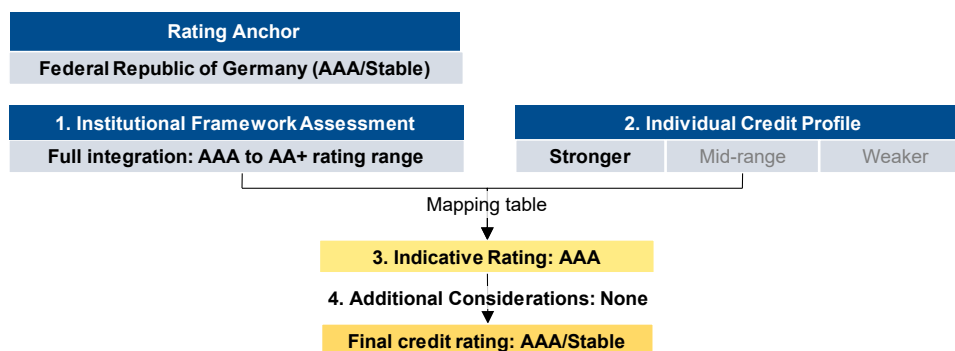 Rating Anchor
Federal Republic of Germany (AAA/Stable)
1. Institutional Framework Assessment
Full integration: AAA to AA+ rating range
2. Individual Credit Profile
Stronger
Mid-range
Weaker
Mapping table
3. Indicative Rating: AAA
4. Additional Considerations: None
Final credit rating: AAA/Stable